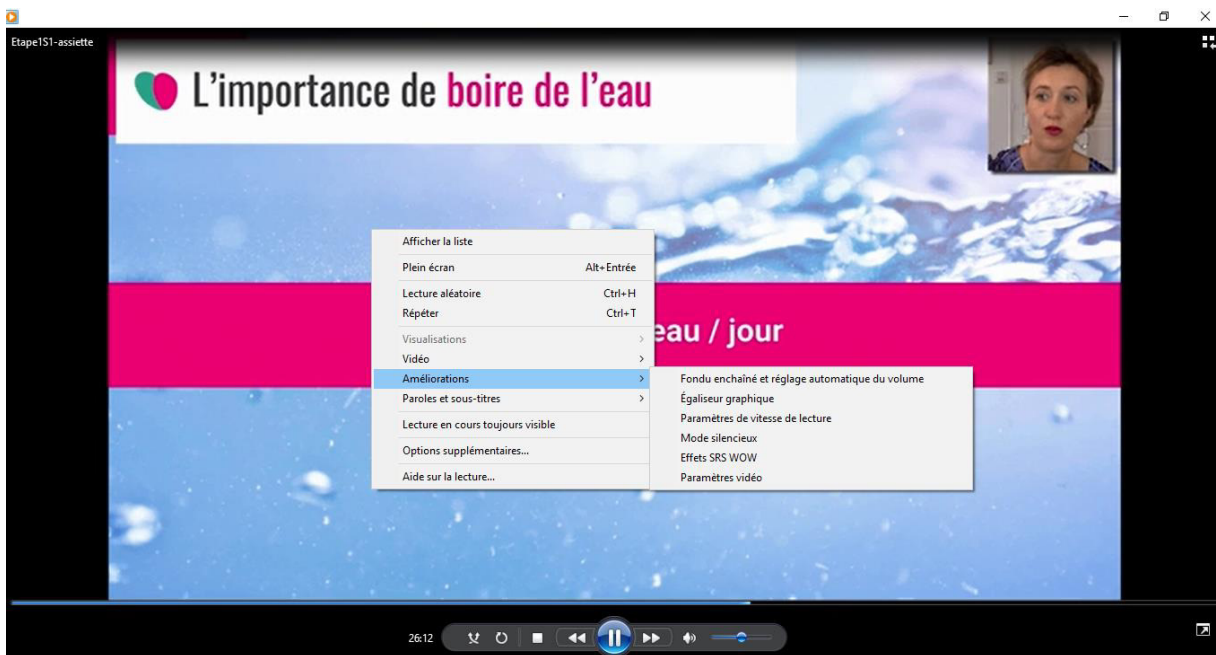 Etape1S1-assiette
L'importance de boire de l'eau
eau / jour
Afficher la liste
Plein écran Alt+Entrée
Lecture aléatoire Ctrl+H
Répéter Ctrl+T
Visualisations
Vidéo
Améliorations
Paroles et sous-titres
Lecture en cours toujours visible
Options supplémentaires...
Aide sur la lecture...
Fondu enchaîné et réglage automatique du volume
Égaliseur graphique
Paramètres de vitesse de lecture
Mode silencieux
Effets SRS WOW
Paramètres vidéo
26:12